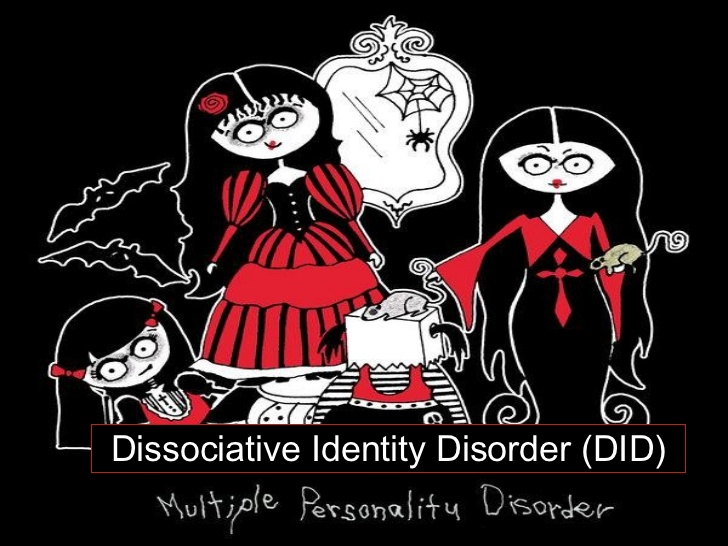 Dissociative Identity Disorder (DID)
Multiple Personality Disorder